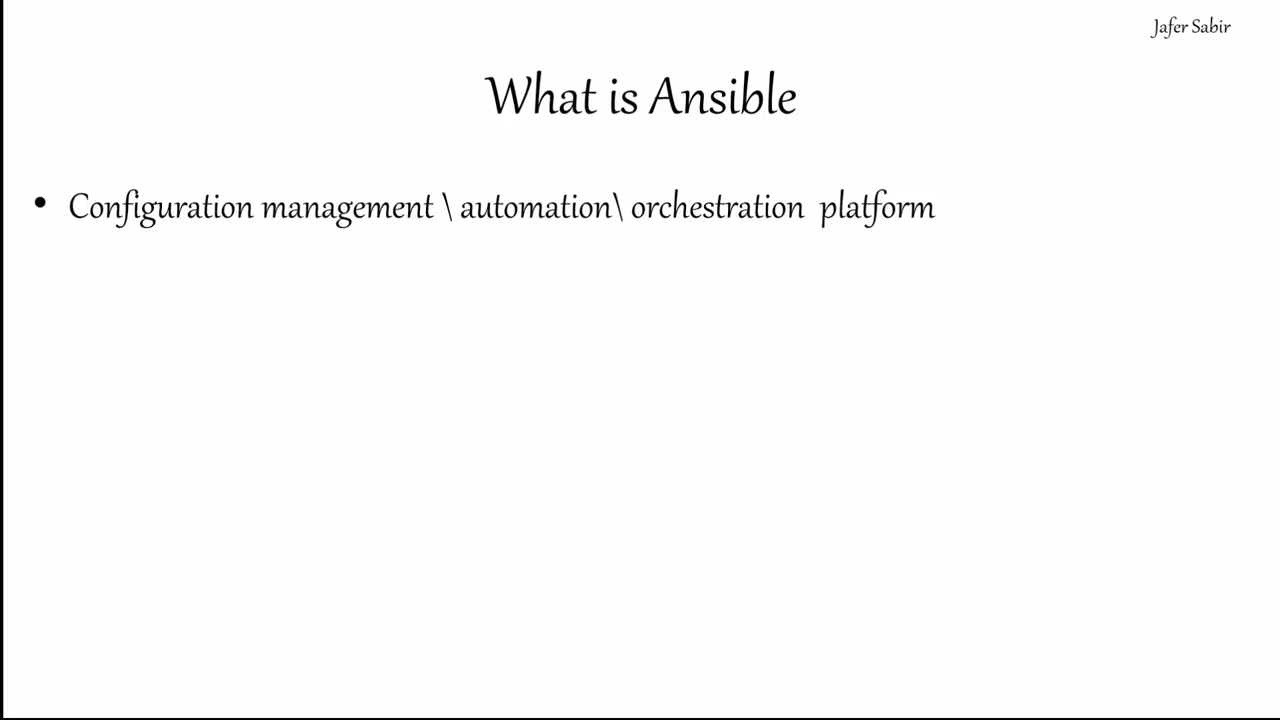 Jafer Sabir
What is Ansible
• Configuration management \ automation\ orchestration platform